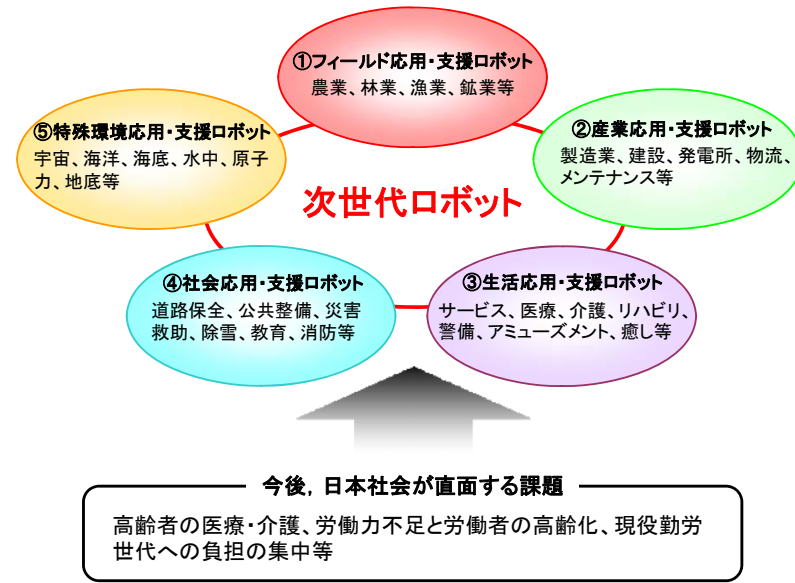 ①フィールド応用・支援ロボット
農業、林業、漁業、鉱業等
②産業応用・支援ロボット
製造業、建設、発電所、物流、
メンテナンス等
⑤特殊環境応用・支援ロボット
宇宙、海洋、海底、水中、原子
力、地底等
次世代ロボット
④社会応用・支援ロボット
道路保全、公共整備、災害
救助、除雪、教育、消防等
③生活応用・支援ロボット
サービス、医療、介護、リハビリ、
警備、アミューズメント、癒し等
今後，日本社会が直面する課題
高齢者の医療・介護、労働力不足と労働者の高齢化、現役勤労
世代への負担の集中等